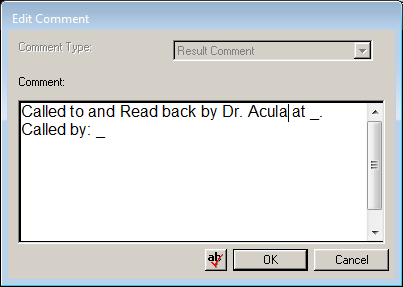 Edit Comment
Comment Type:
Result Comment
Comment:
Called to and Read back by Dr. Acula at _.
Called by: _
ab
OK
Cancel